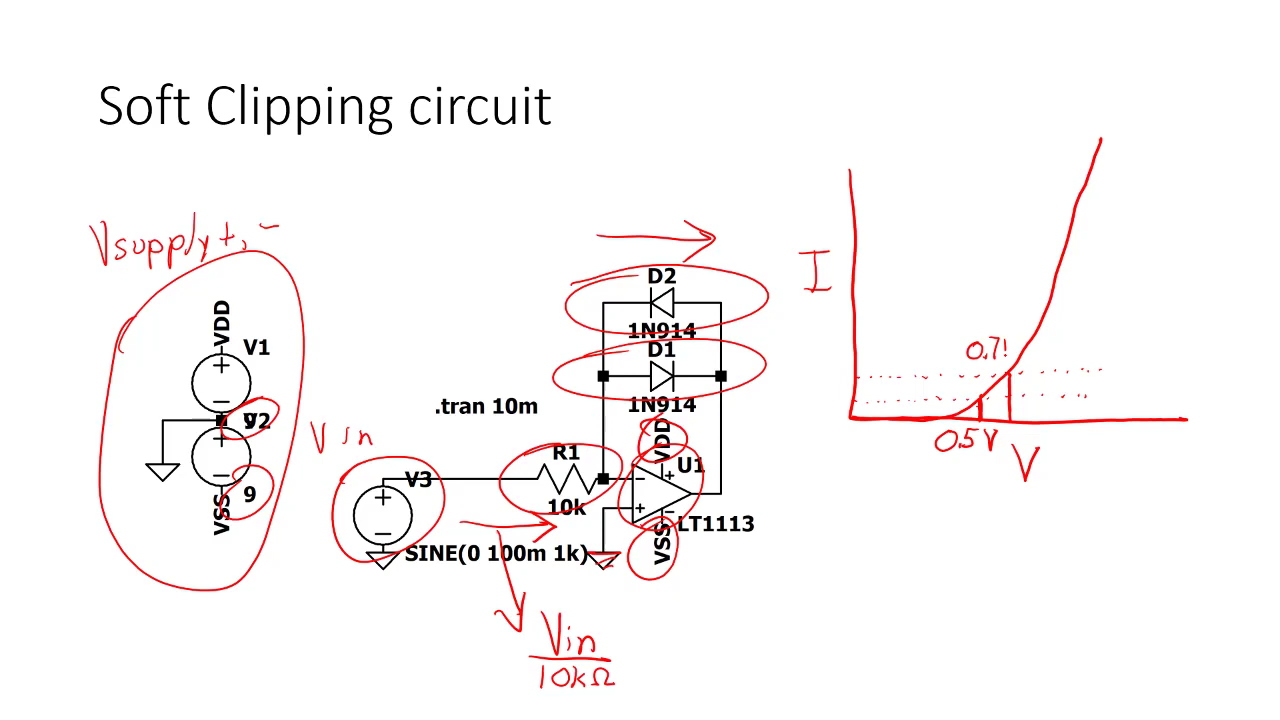 Soft Clipping circuit
Vsupply+, -
VDD
V1
9
V2
9
VSS
Vin
V3
SINE(0 100m 1k)
.tran 10m
R1
10k
D2
1N914
D1
1N914
VDD
U1
LT1113
VSS
Vin
10kΩ
I
0.7!
0.5V
V